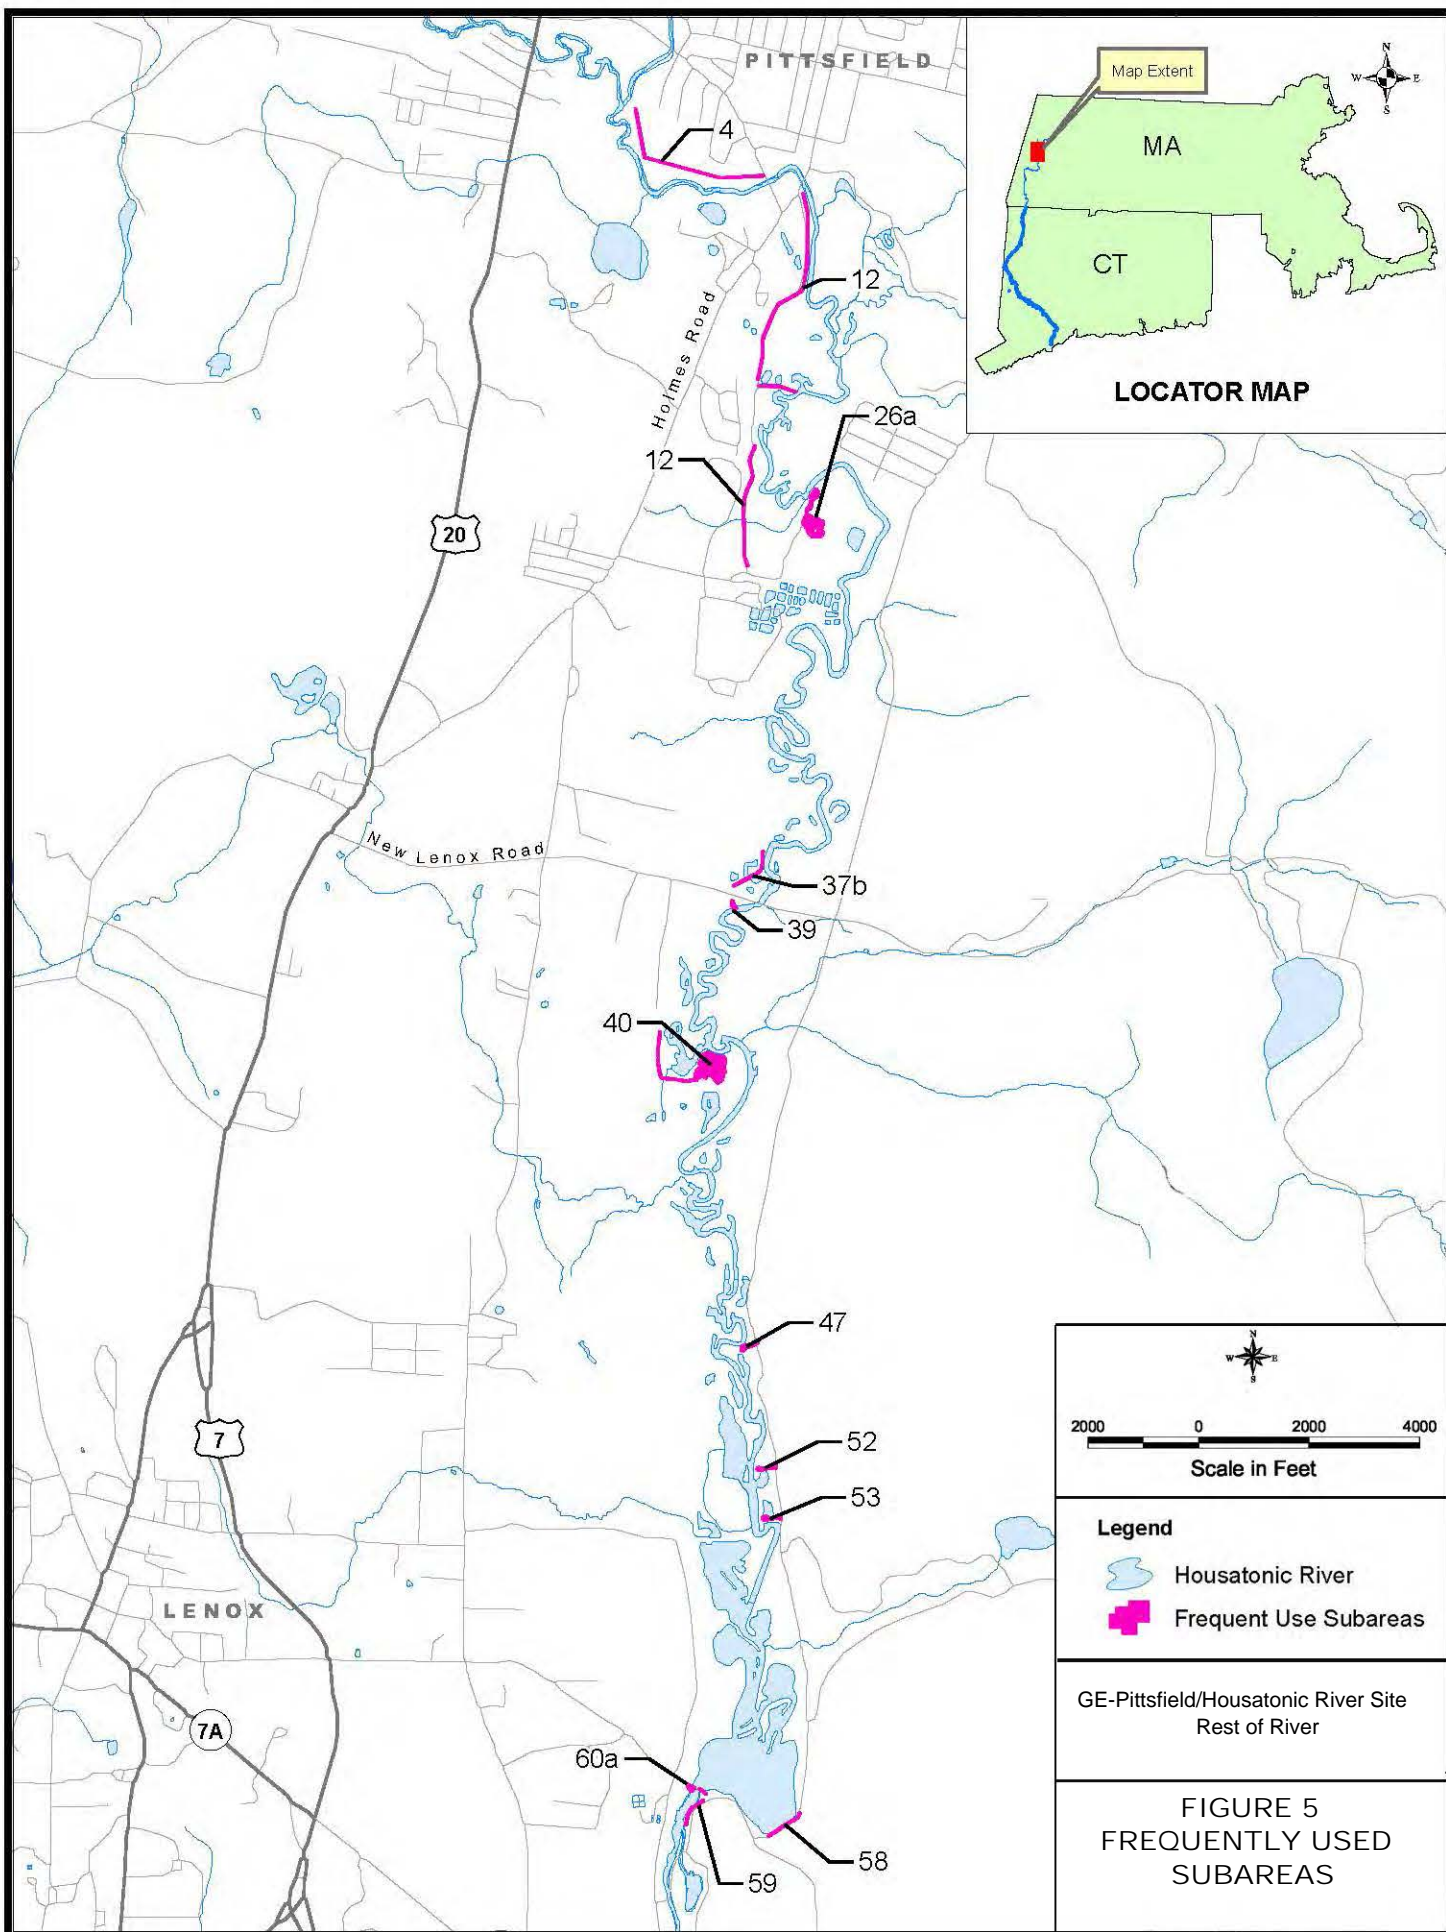 PITTSFIELD
4
12
Holmes Road
26a
12
20
New Lenox Road
37b
39
40
47
7
52
53
LENOX
7A
60a
59
58
Map Extent
N
W E
S
MA
CT
LOCATOR MAP
N
W E
S
2000 0 2000 4000
Scale in Feet
Legend
Housatonic River
Frequent Use Subareas
GE-Pittsfield/Housatonic River Site
Rest of River
FIGURE 5
FREQUENTLY USED
SUBAREAS